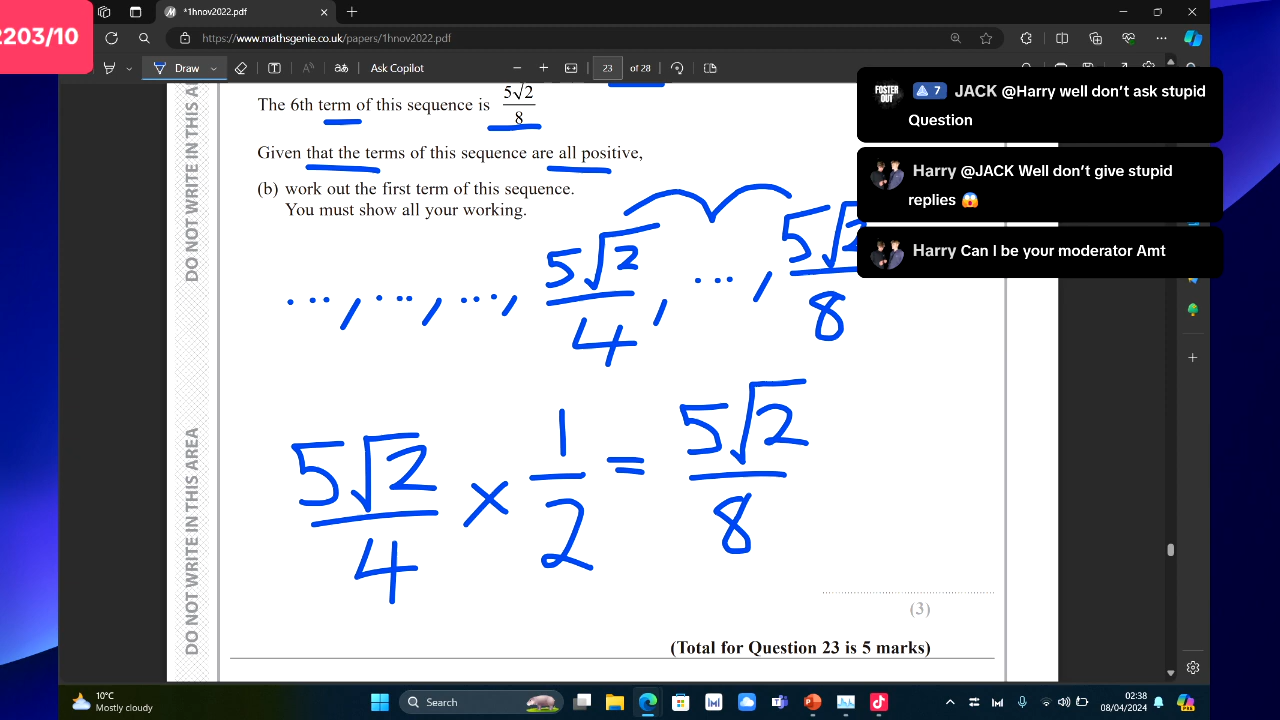 2203/10
*1hnov2022.pdf
https://www.mathsgenie.co.uk/papers/1hnov2022.pdf
Draw
Ask Copilot
23 of 28
The 6th term of this sequence is 5√2/8
Given that the terms of this sequence are all positive,
(b) work out the first term of this sequence.
You must show all your working.
..., ..., ..., 5√2/4, ..., 5√2/8
5√2/4 × 1/2 = 5√2/8
(3)
(Total for Question 23 is 5 marks)
DO NOT WRITE IN THIS A
DO NOT WRITE IN THIS AREA
FOSTER OUT
7 JACK @Harry well don't ask stupid
Question
Harry @JACK Well don't give stupid
replies 😱
Harry Can I be your moderator Amt
10°C
Mostly cloudy
Search
02:38
08/04/2024